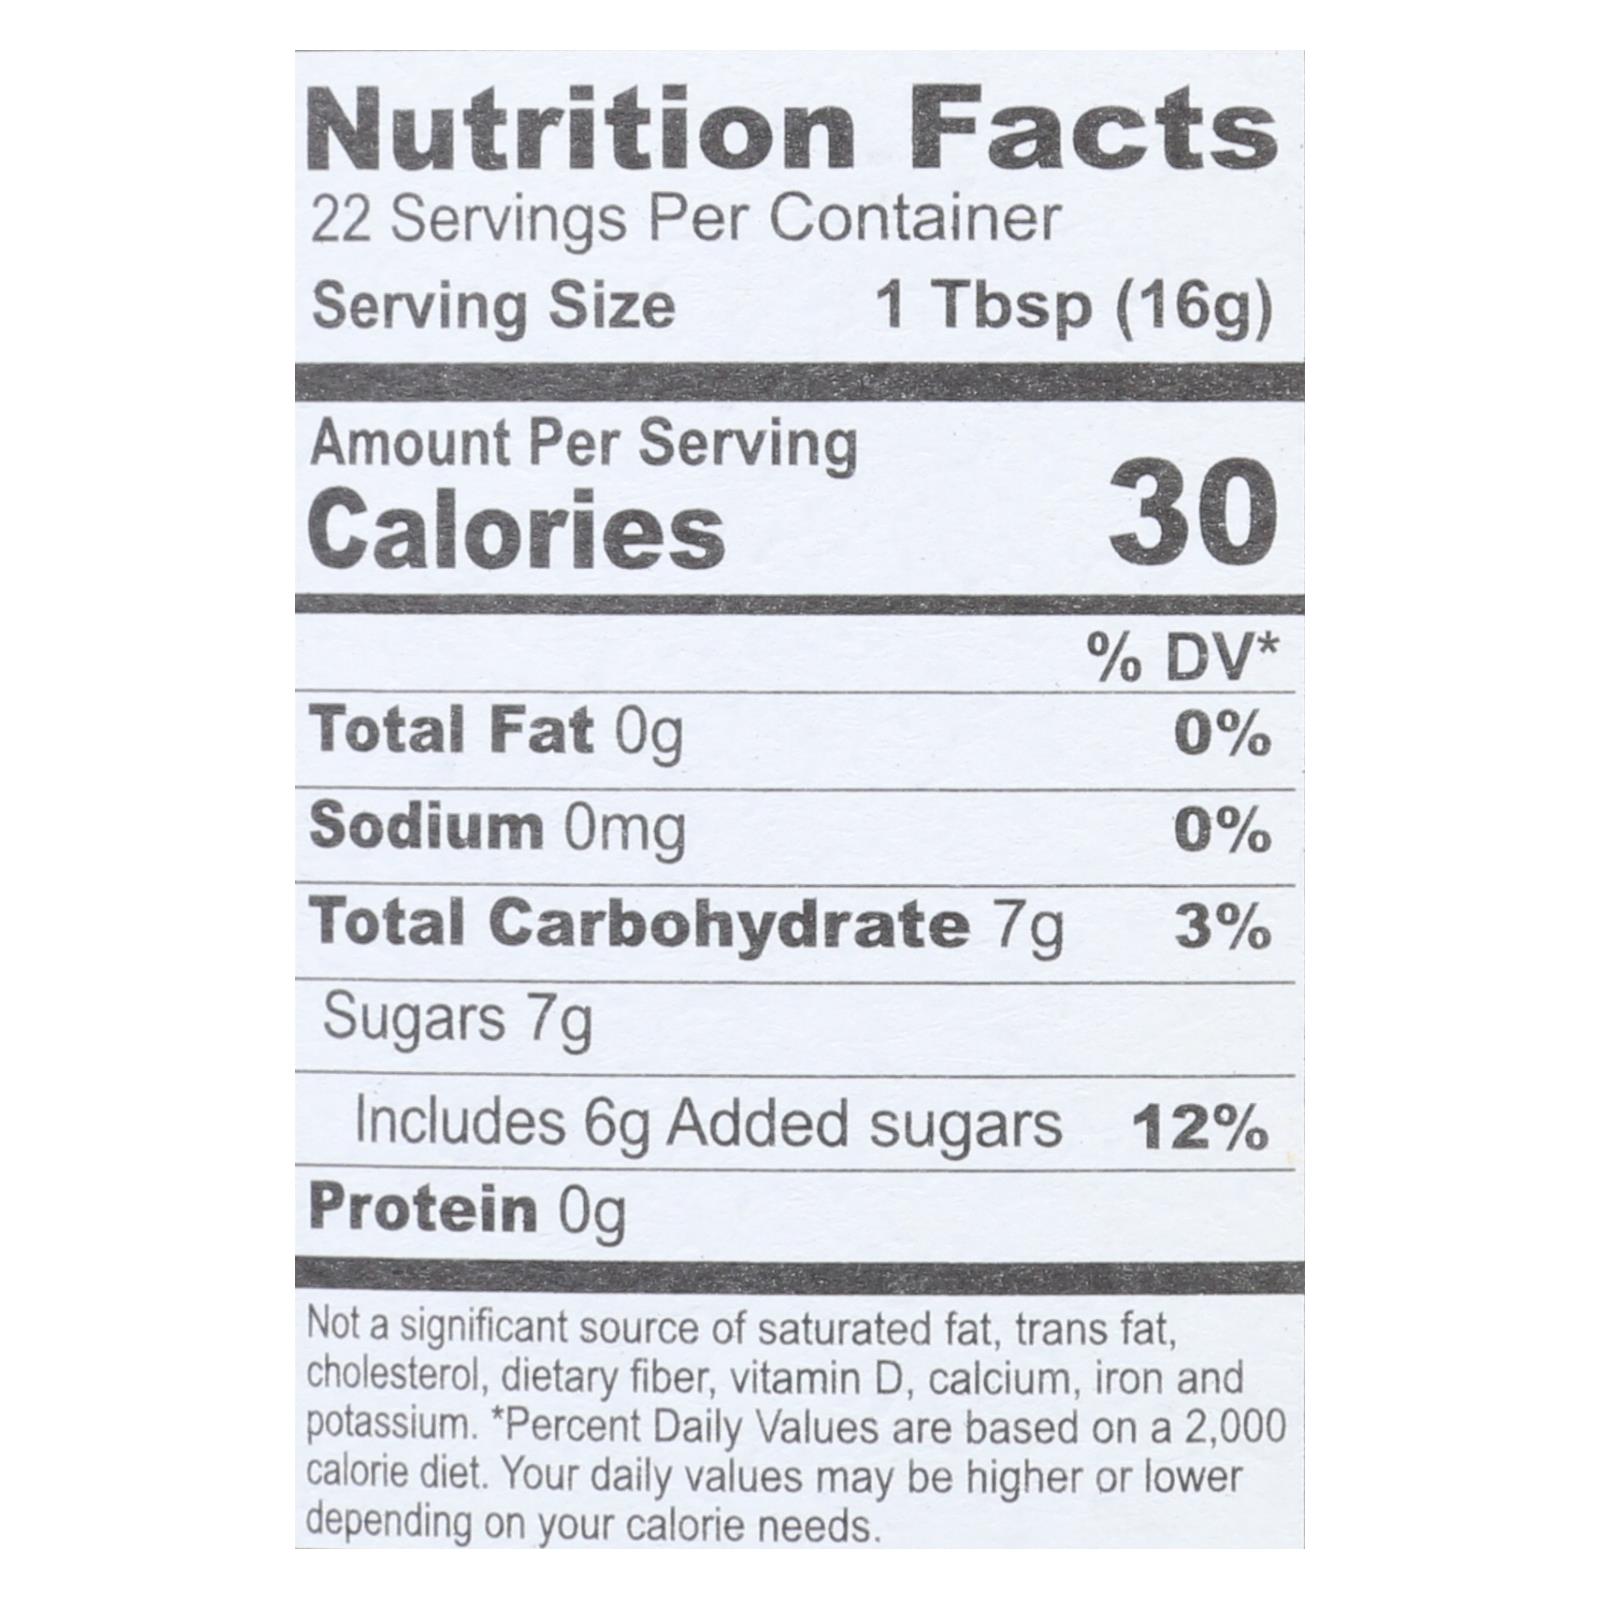 Nutrition Facts
22 Servings Per Container
Serving Size 1 Tbsp (16g)
Amount Per Serving
Calories 30
% DV*
Total Fat 0g 0%
Sodium 0mg 0%
Total Carbohydrate 7g 3%
Sugars 7g
Includes 6g Added sugars 12%
Protein 0g
Not a significant source of saturated fat, trans fat,
cholesterol, dietary fiber, vitamin D, calcium, iron and
potassium. *Percent Daily Values are based on a 2,000
calorie diet. Your daily values may be higher or lower
depending on your calorie needs.